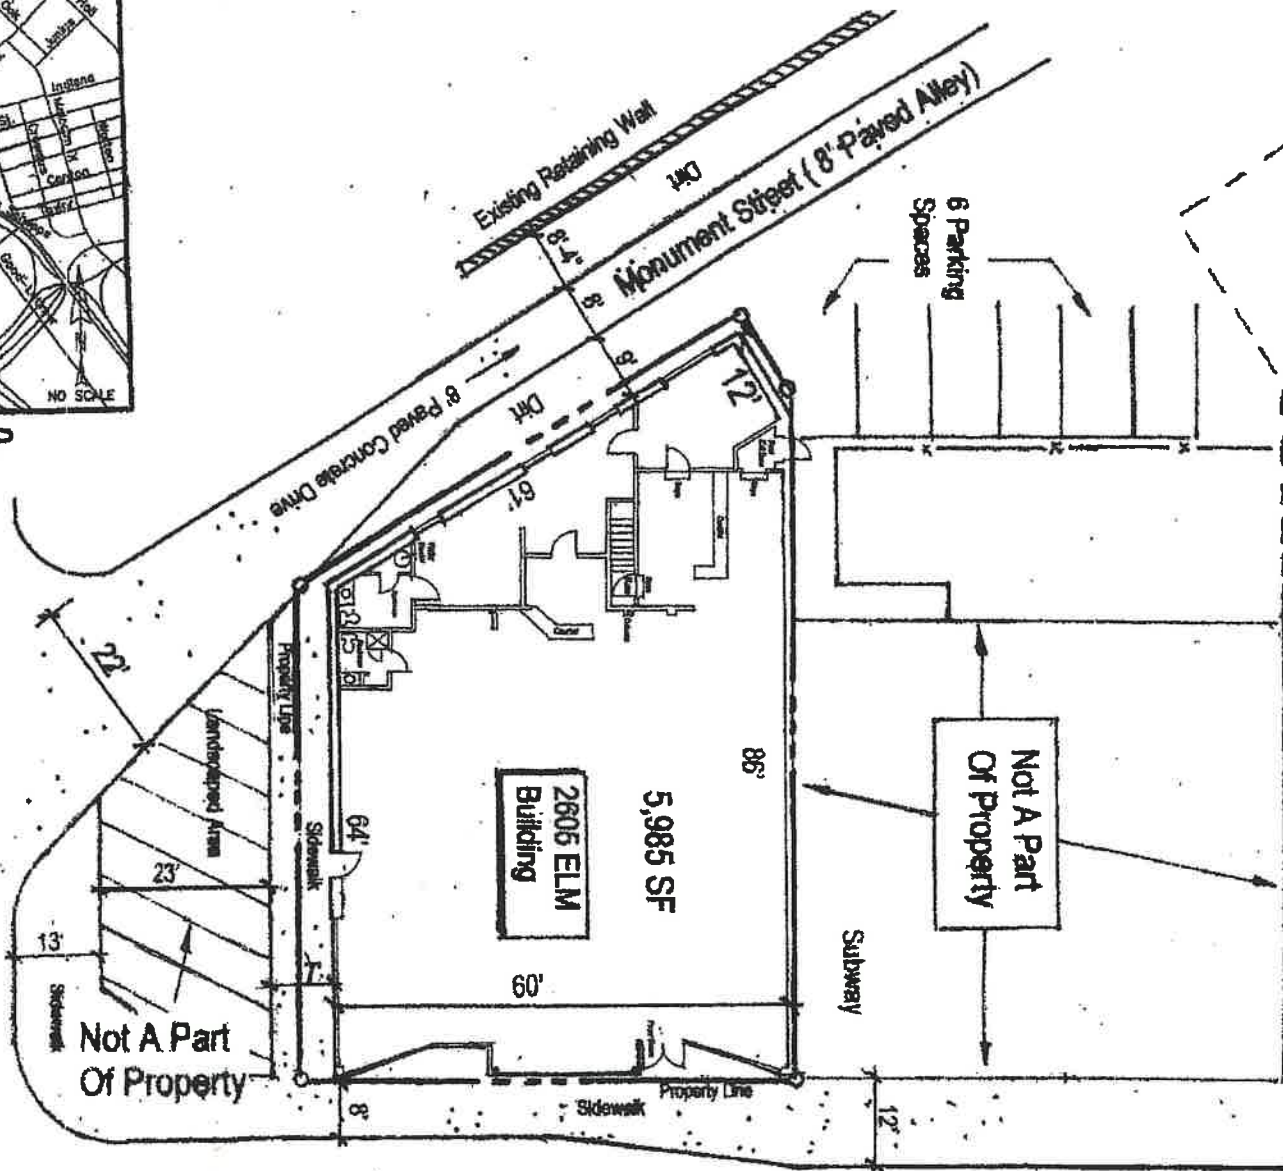 Indiana
Malcolm X
Canton
Taylor
NO SCALE
Existing Retaining Wall
Dirt
Monument Street ( 8' Paved Alley)
6 Parking
Spaces
8'-4"
8'
12'
8' Paved Concrete Drive
Dirt
61'
22'
Property Line
Landscaped Area
Sidewalk
64'
86'
5,985 SF
2605 ELM
Building
Not A Part
Of Property
Subway
23'
13'
Sidewalk
60'
Not A Part
Of Property
8'
Sidewalk
Property Line
12'